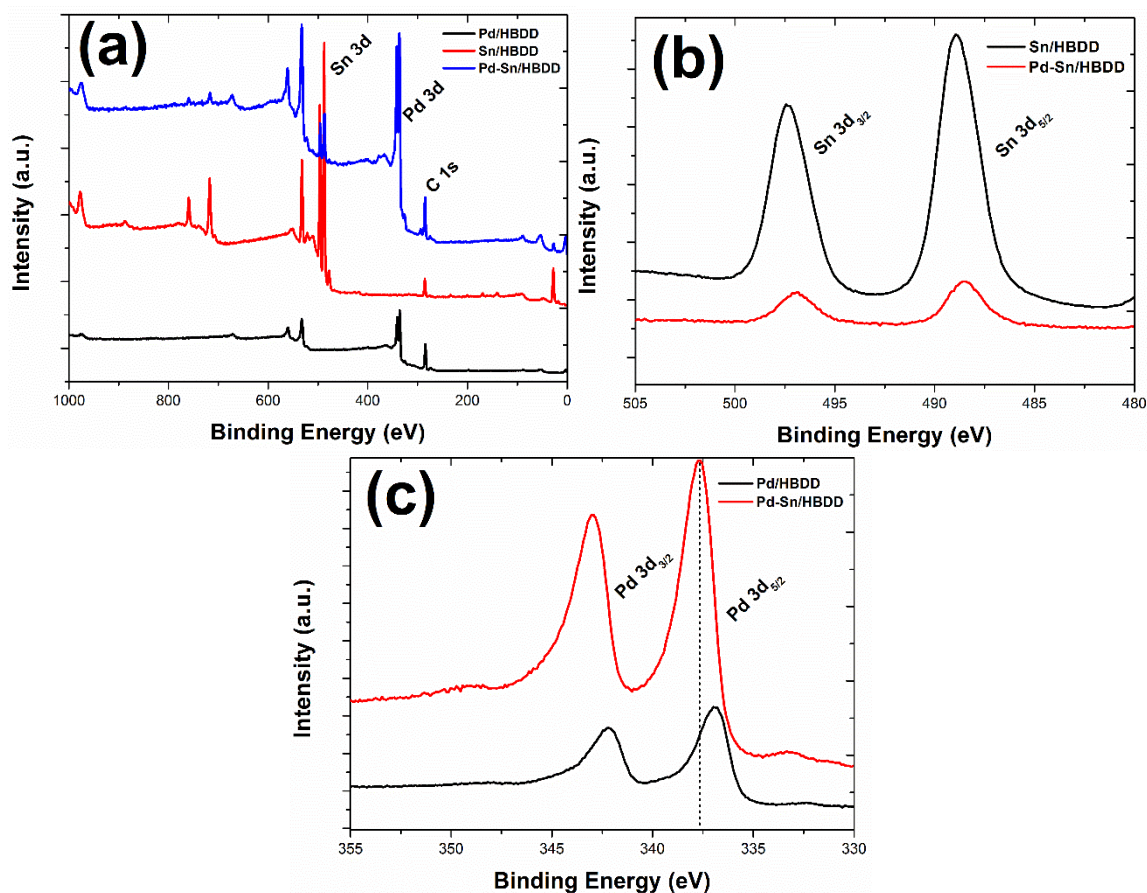 (a)
Pd/HBDD
Sn/HBDD
Pd-Sn/HBDD
Sn 3d
Pd 3d
C 1s
Intensity (a.u.)
1000 800 600 400 200 0
Binding Energy (eV)
(b)
Sn/HBDD
Pd-Sn/HBDD
Sn 3d3/2
Sn 3d5/2
Intensity (a.u.)
505 500 495 490 485 480
Binding Energy (eV)
(c)
Pd/HBDD
Pd-Sn/HBDD
Pd 3d3/2
Pd 3d5/2
Intensity (a.u.)
355 350 345 340 335 330
Binding Energy (eV)